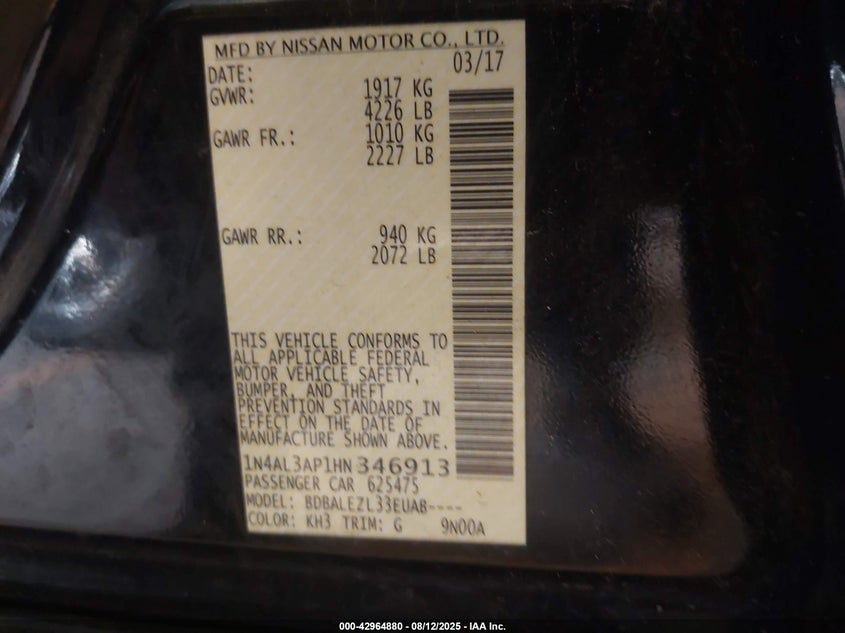 MFD BY NISSAN MOTOR CO., LTD.
DATE: 03/17
GVWR: 1917 KG
4226 LB
GAWR FR.: 1010 KG
2227 LB
GAWR RR.: 940 KG
2072 LB
THIS VEHICLE CONFORMS TO
ALL APPLICABLE FEDERAL
MOTOR VEHICLE SAFETY,
BUMPER, AND THEFT
PREVENTION STANDARDS IN
EFFECT ON THE DATE OF
MANUFACTURE SHOWN ABOVE.
1N4AL3AP1HN346913
PASSENGER CAR 625475
MODEL: BDBALEZL33EUAB----
COLOR: KH3 TRIM: G 9N00A
000-42964880 - 08/12/2025 - IAA Inc.